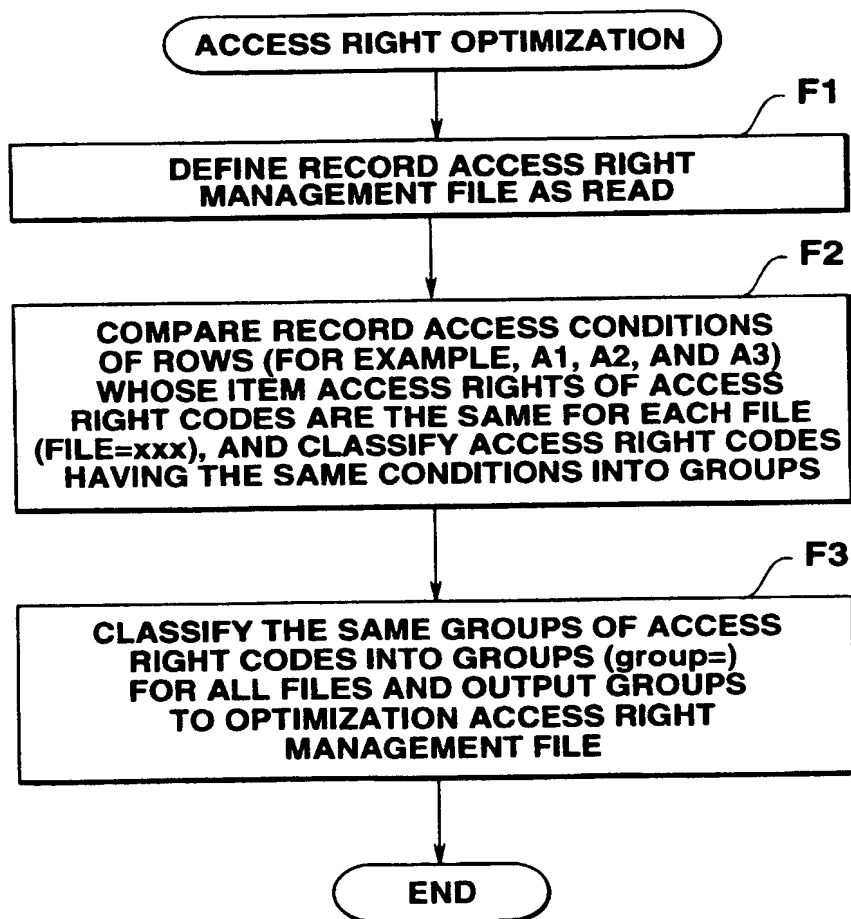 ACCESS RIGHT OPTIMIZATION
F1
DEFINE RECORD ACCESS RIGHT
MANAGEMENT FILE AS READ
F2
COMPARE RECORD ACCESS CONDITIONS
OF ROWS (FOR EXAMPLE, A1, A2, AND A3)
WHOSE ITEM ACCESS RIGHTS OF ACCESS
RIGHT CODES ARE THE SAME FOR EACH FILE
(FILE=xxx), AND CLASSIFY ACCESS RIGHT CODES
HAVING THE SAME CONDITIONS INTO GROUPS
F3
CLASSIFY THE SAME GROUPS OF ACCESS
RIGHT CODES INTO GROUPS (group=)
FOR ALL FILES AND OUTPUT GROUPS
TO OPTIMIZATION ACCESS RIGHT
MANAGEMENT FILE
END